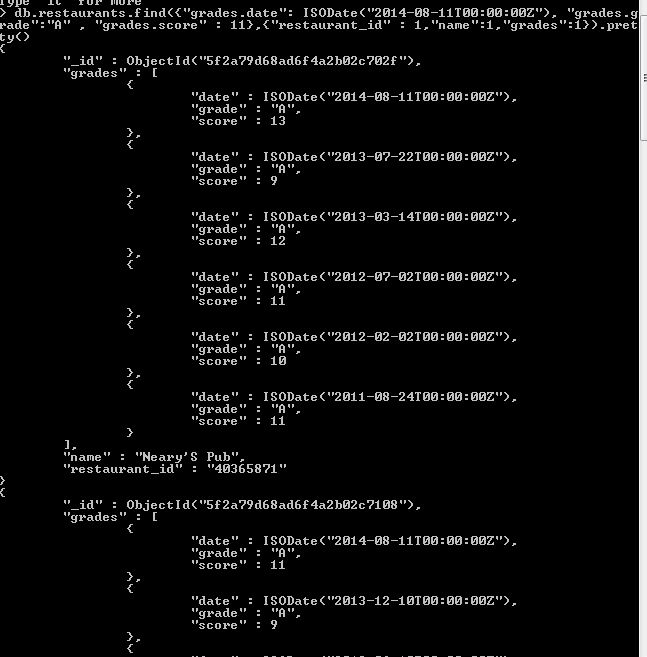 Type "it" for more
> db.restaurants.find({"grades.date": ISODate("2014-08-11T00:00:00Z"), "grades.g
rade":"A" , "grades.score" : 11},{"restaurant_id" : 1,"name":1,"grades":1}).pret
ty()
{
"_id" : ObjectId("5f2a79d68ad6f4a2b02c702f"),
"grades" : [
{
"date" : ISODate("2014-08-11T00:00:00Z"),
"grade" : "A",
"score" : 13
},
{
"date" : ISODate("2013-07-22T00:00:00Z"),
"grade" : "A",
"score" : 9
},
{
"date" : ISODate("2013-03-14T00:00:00Z"),
"grade" : "A",
"score" : 12
},
{
"date" : ISODate("2012-07-02T00:00:00Z"),
"grade" : "A",
"score" : 11
},
{
"date" : ISODate("2012-02-02T00:00:00Z"),
"grade" : "A",
"score" : 10
},
{
"date" : ISODate("2011-08-24T00:00:00Z"),
"grade" : "A",
"score" : 11
}
],
"name" : "Neary'S Pub",
"restaurant_id" : "40365871"
}
{
"_id" : ObjectId("5f2a79d68ad6f4a2b02c7108"),
"grades" : [
{
"date" : ISODate("2014-08-11T00:00:00Z"),
"grade" : "A",
"score" : 11
},
{
"date" : ISODate("2013-12-10T00:00:00Z"),
"grade" : "A",
"score" : 9
},
{